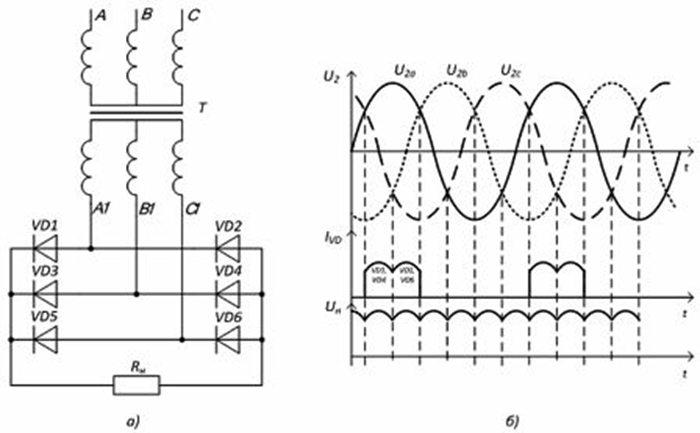 A B C
T
A1 B1 C1
VD1 VD2
VD3 VD4
VD5 VD6
Rн
а)
U2 U2a U2b U2c
t
IVD
VD1, VD4
VD1, VD6
t
Uн
t
б)